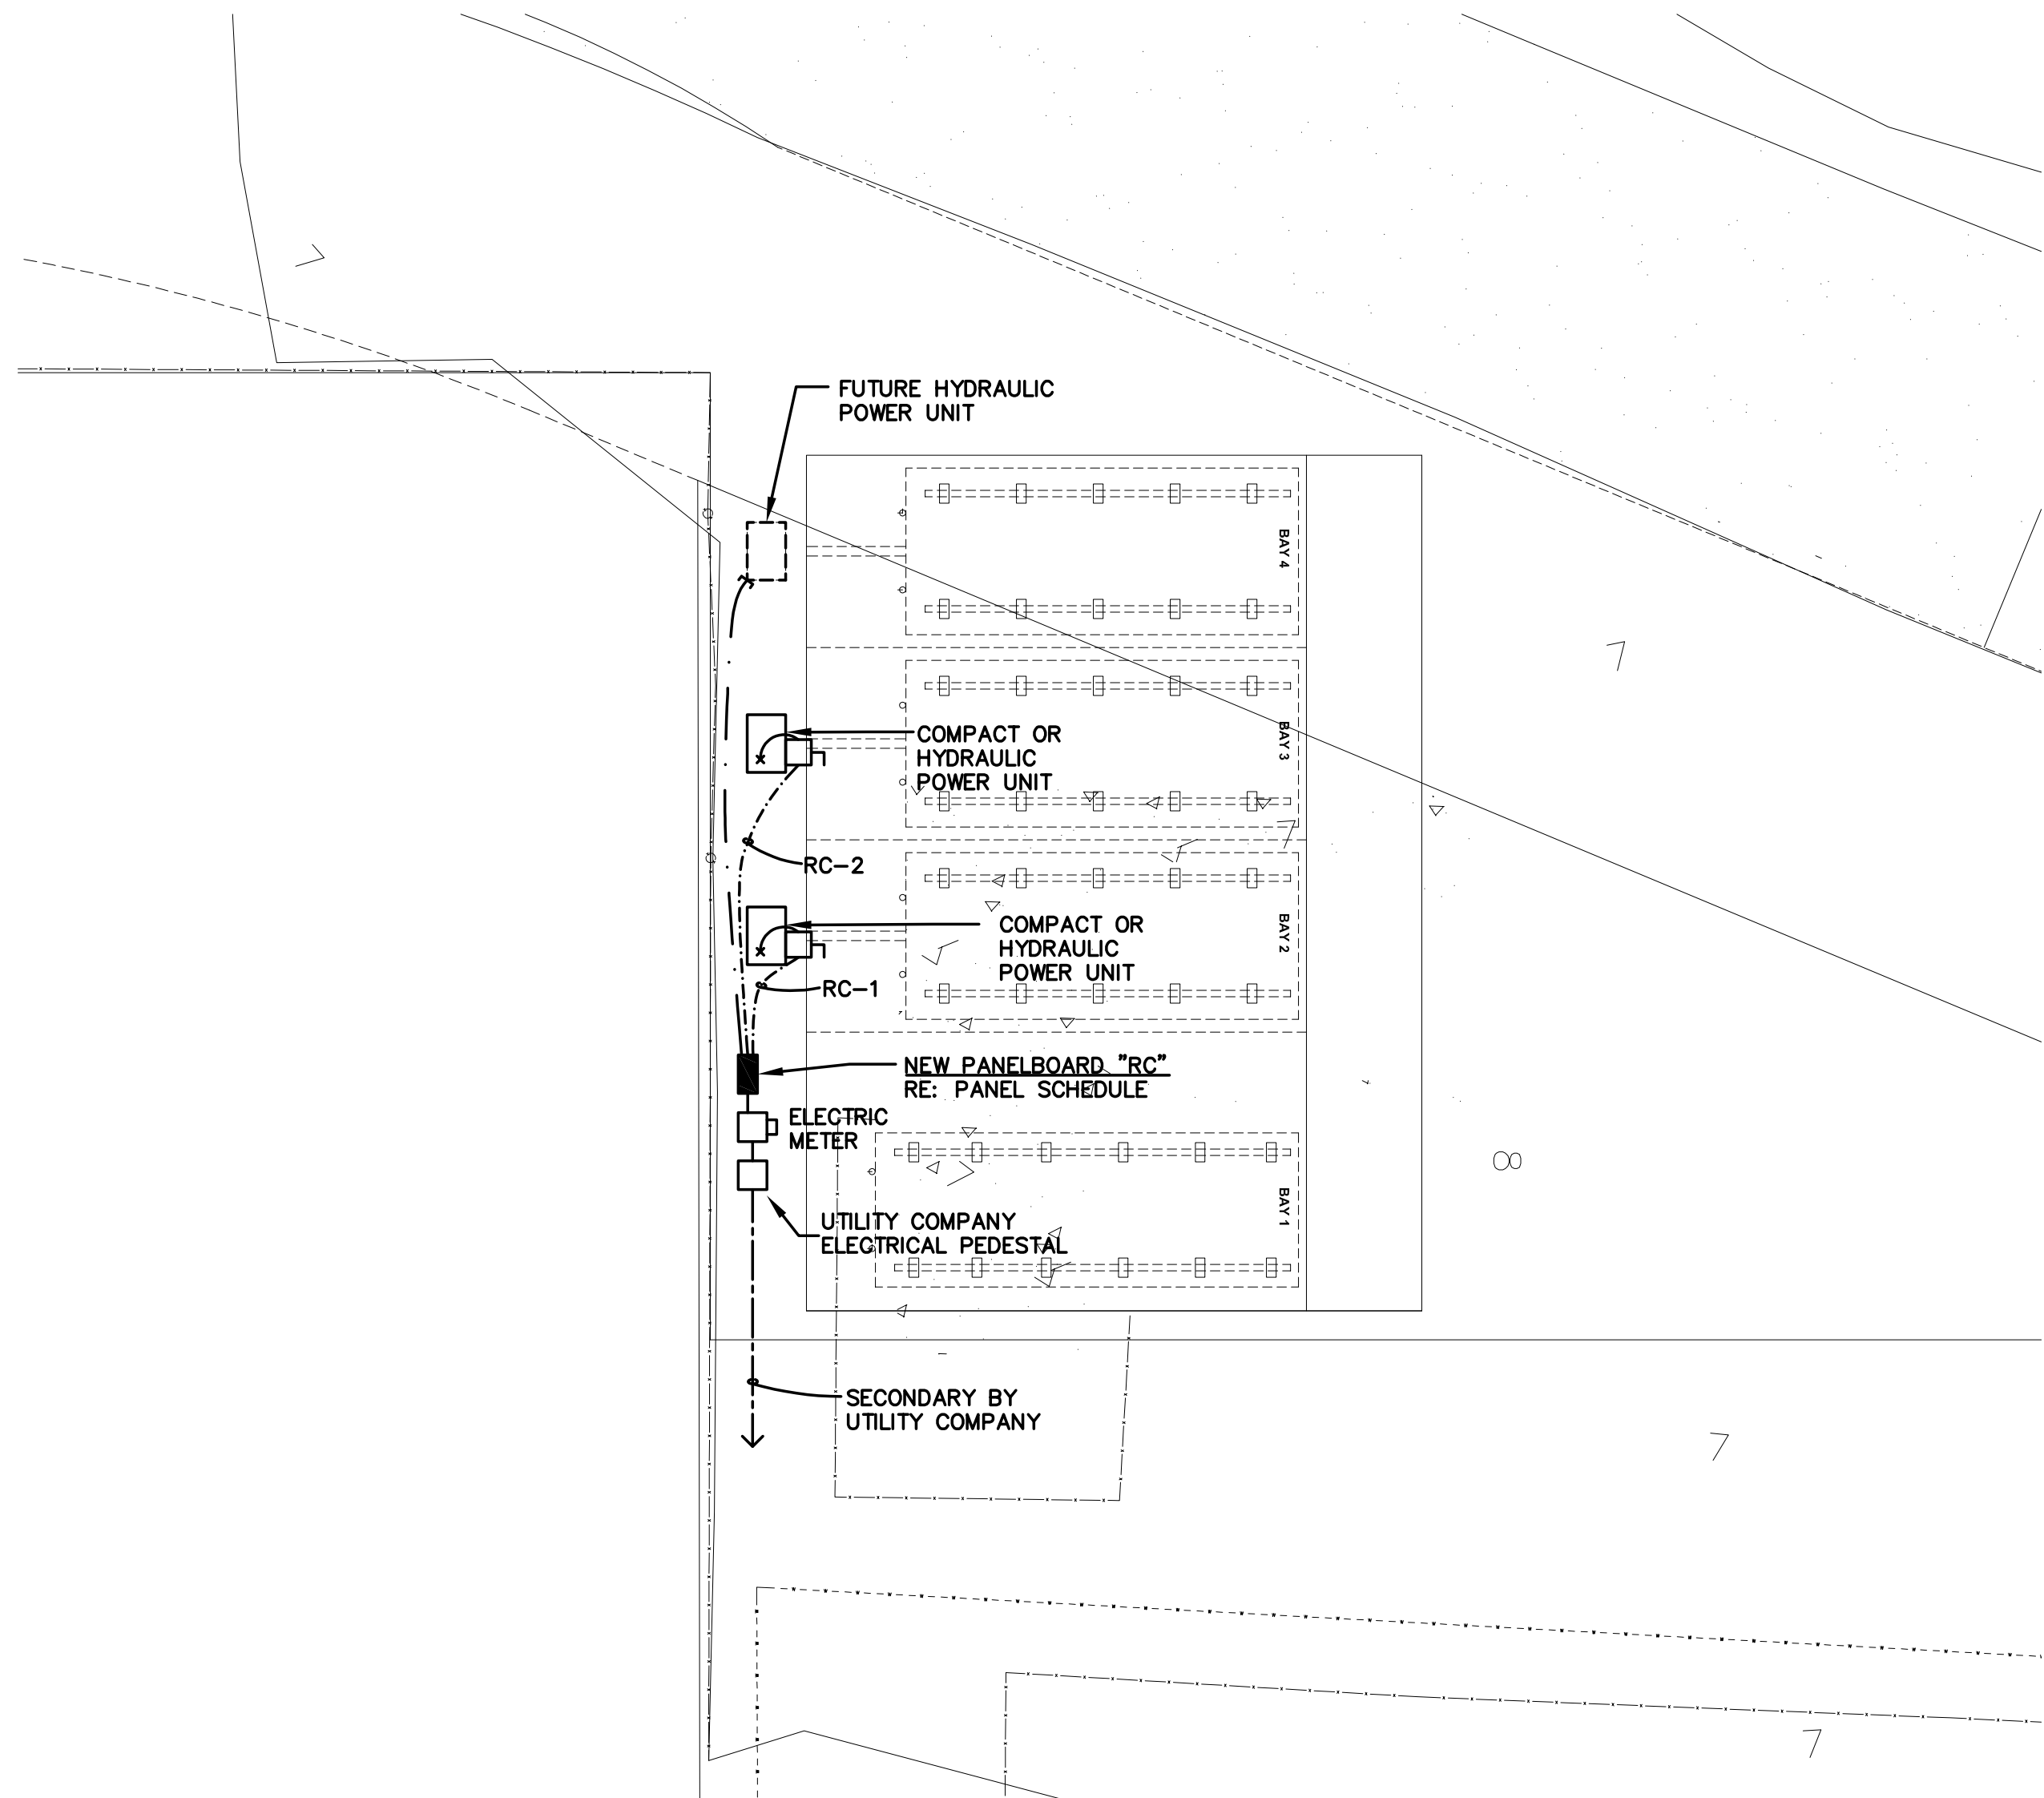 FUTURE HYDRAULIC
POWER UNIT
BAY 4
COMPACT OR
HYDRAULIC
POWER UNIT
BAY 3
RC-2
COMPACT OR
HYDRAULIC
POWER UNIT
BAY 2
RC-1
NEW PANELBOARD "RC"
RE: PANEL SCHEDULE
ELECTRIC
METER
BAY 1
8
UTILITY COMPANY
ELECTRICAL PEDESTAL
SECONDARY BY
UTILITY COMPANY